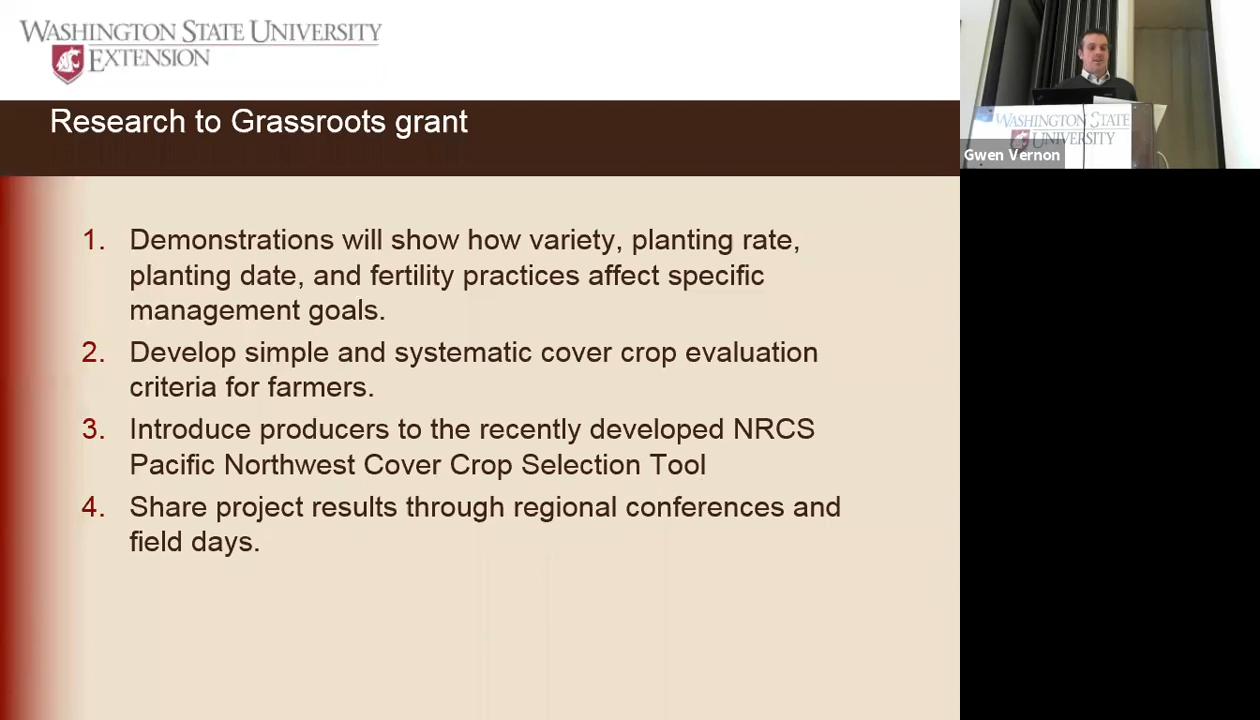 WASHINGTON STATE UNIVERSITY
EXTENSION
Research to Grassroots grant
1. Demonstrations will show how variety, planting rate,
planting date, and fertility practices affect specific
management goals.
2. Develop simple and systematic cover crop evaluation
criteria for farmers.
3. Introduce producers to the recently developed NRCS
Pacific Northwest Cover Crop Selection Tool
4. Share project results through regional conferences and
field days.
WASHINGTON STATE
UNIVERSITY
Gwen Vernon